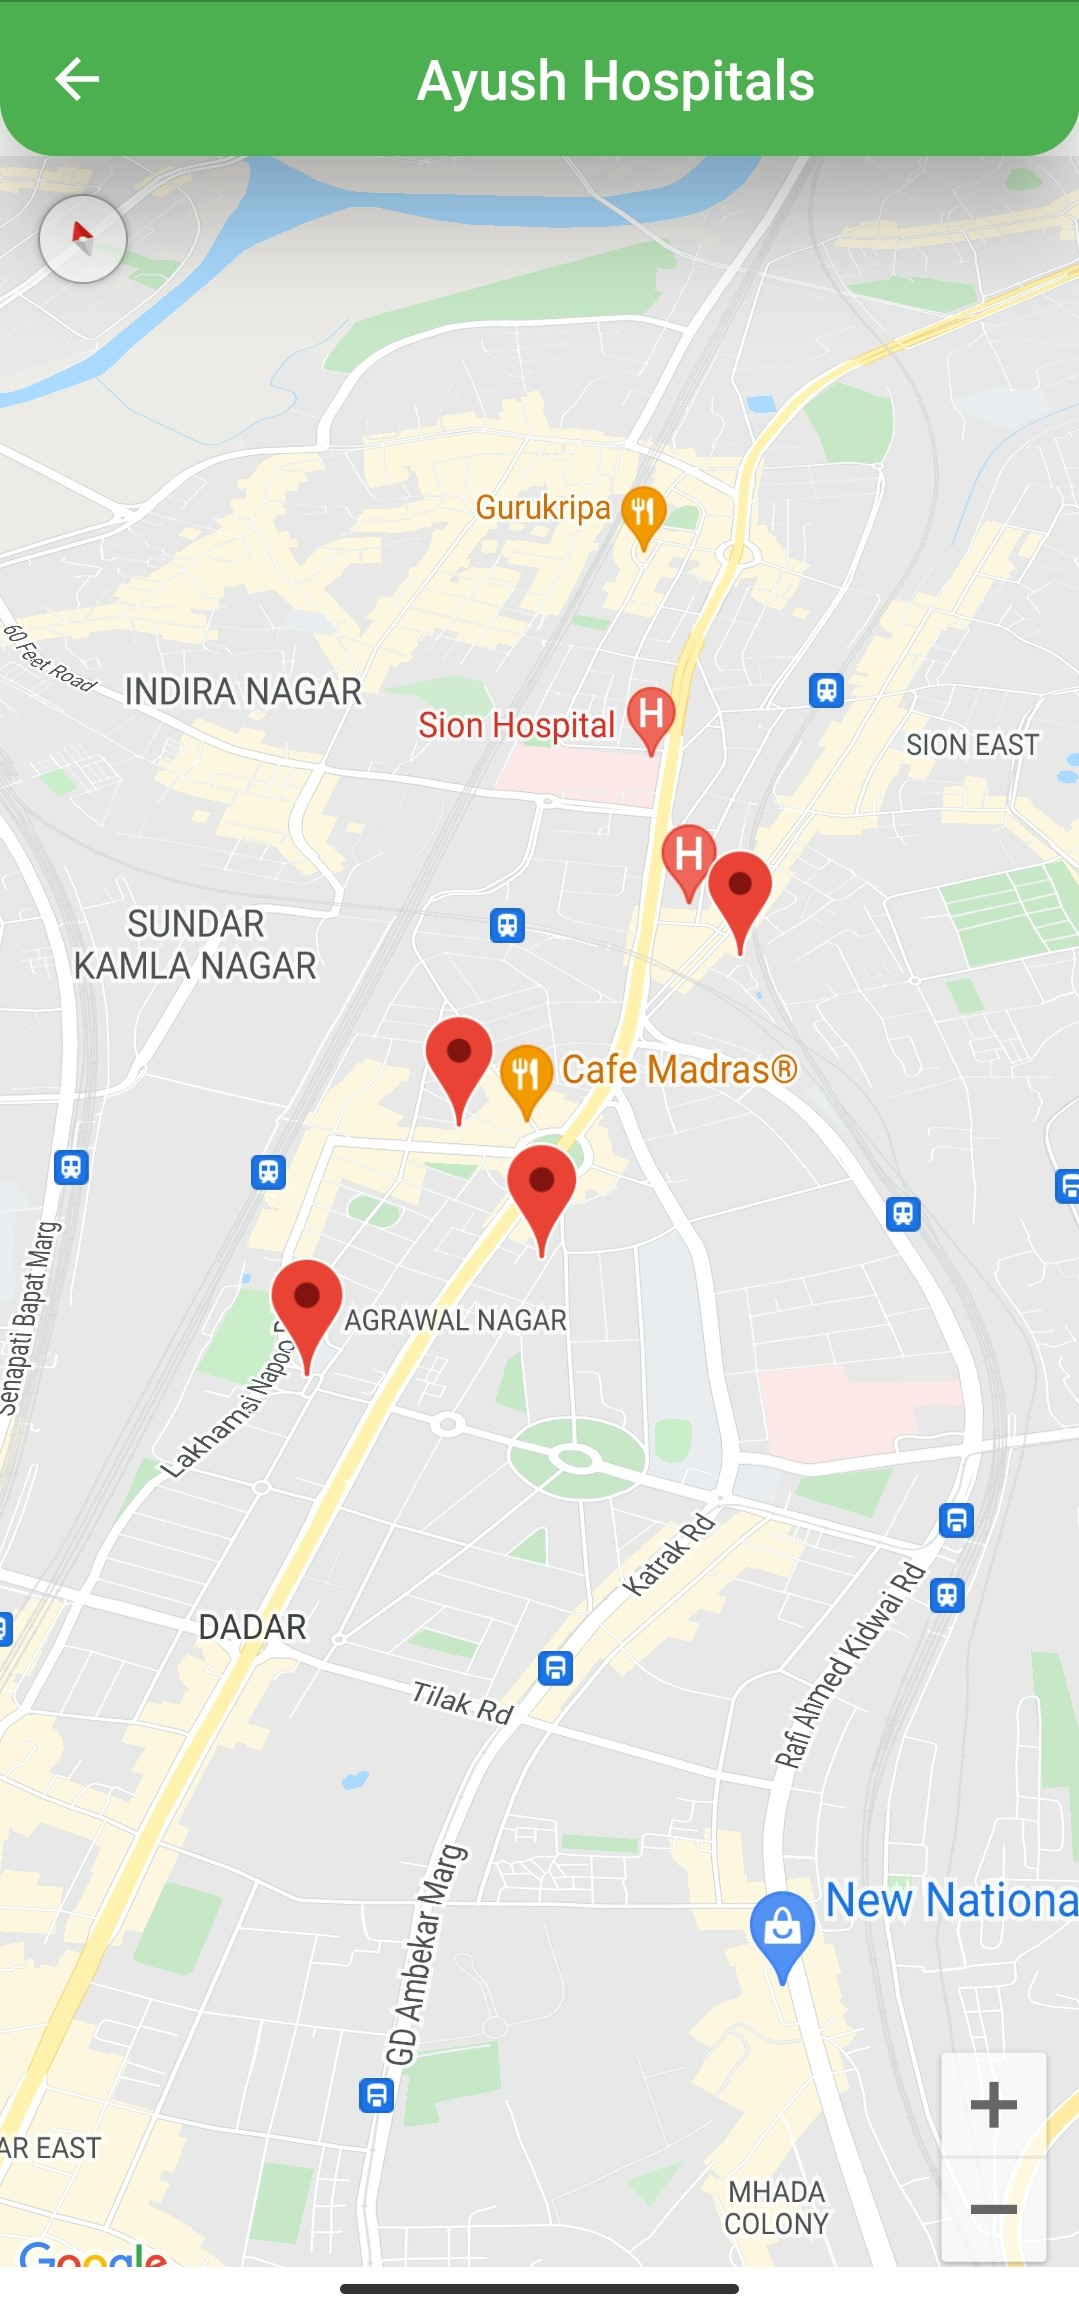 Ayush Hospitals
Gurukripa
60 Feet Road
INDIRA NAGAR
H
Sion Hospital
SION EAST
H
SUNDAR
KAMLA NAGAR
Cafe Madras®
Senapati Bapat Marg
AGRAWAL NAGAR
Lakhamsi Napoo
Katrak Rd
DADAR
Tilak Rd
Rafi Ahmed Kidwai Rd
GD Ambekar Marg
New Nationa
AR EAST
MHADA
COLONY
Google